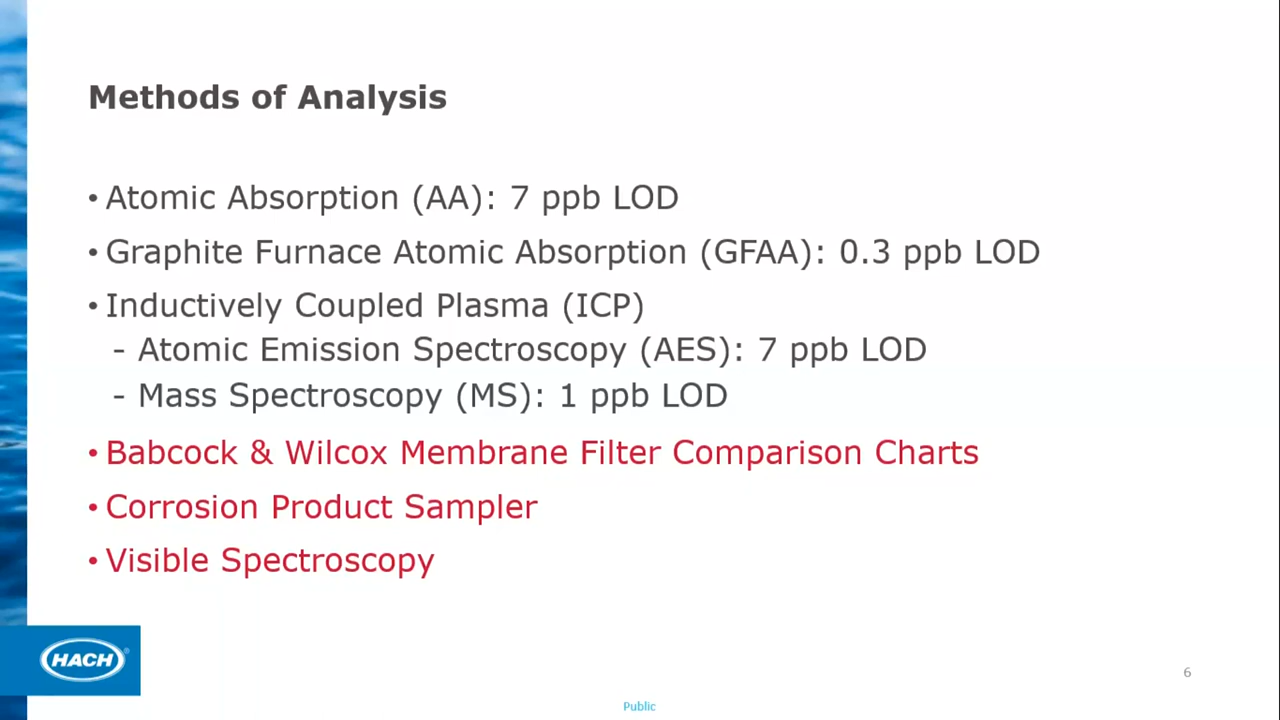 Methods of Analysis
• Atomic Absorption (AA): 7 ppb LOD
• Graphite Furnace Atomic Absorption (GFAA): 0.3 ppb LOD
• Inductively Coupled Plasma (ICP)
- Atomic Emission Spectroscopy (AES): 7 ppb LOD
- Mass Spectroscopy (MS): 1 ppb LOD
• Babcock & Wilcox Membrane Filter Comparison Charts
• Corrosion Product Sampler
• Visible Spectroscopy
HACH®
6
Public